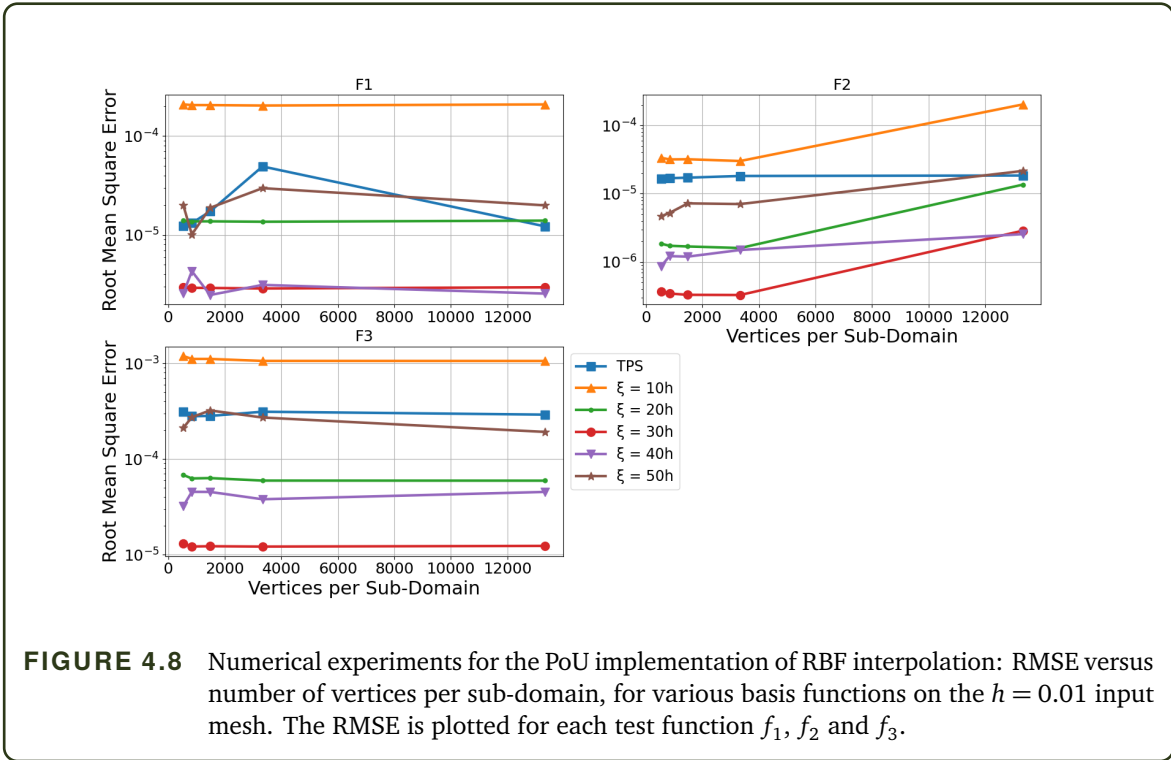 F1
Root Mean Square Error
10⁻⁴
10⁻⁵
0 2000 4000 6000 8000 10000 12000
F2
10⁻⁴
10⁻⁵
10⁻⁶
0 2000 4000 6000 8000 10000 12000
Vertices per Sub-Domain
F3
Root Mean Square Error
10⁻³
10⁻⁴
10⁻⁵
0 2000 4000 6000 8000 10000 12000
Vertices per Sub-Domain
TPS
ξ = 10h
ξ = 20h
ξ = 30h
ξ = 40h
ξ = 50h
FIGURE 4.8 Numerical experiments for the PoU implementation of RBF interpolation: RMSE versus
number of vertices per sub-domain, for various basis functions on the h = 0.01 input
mesh. The RMSE is plotted for each test function f₁, f₂ and f₃.